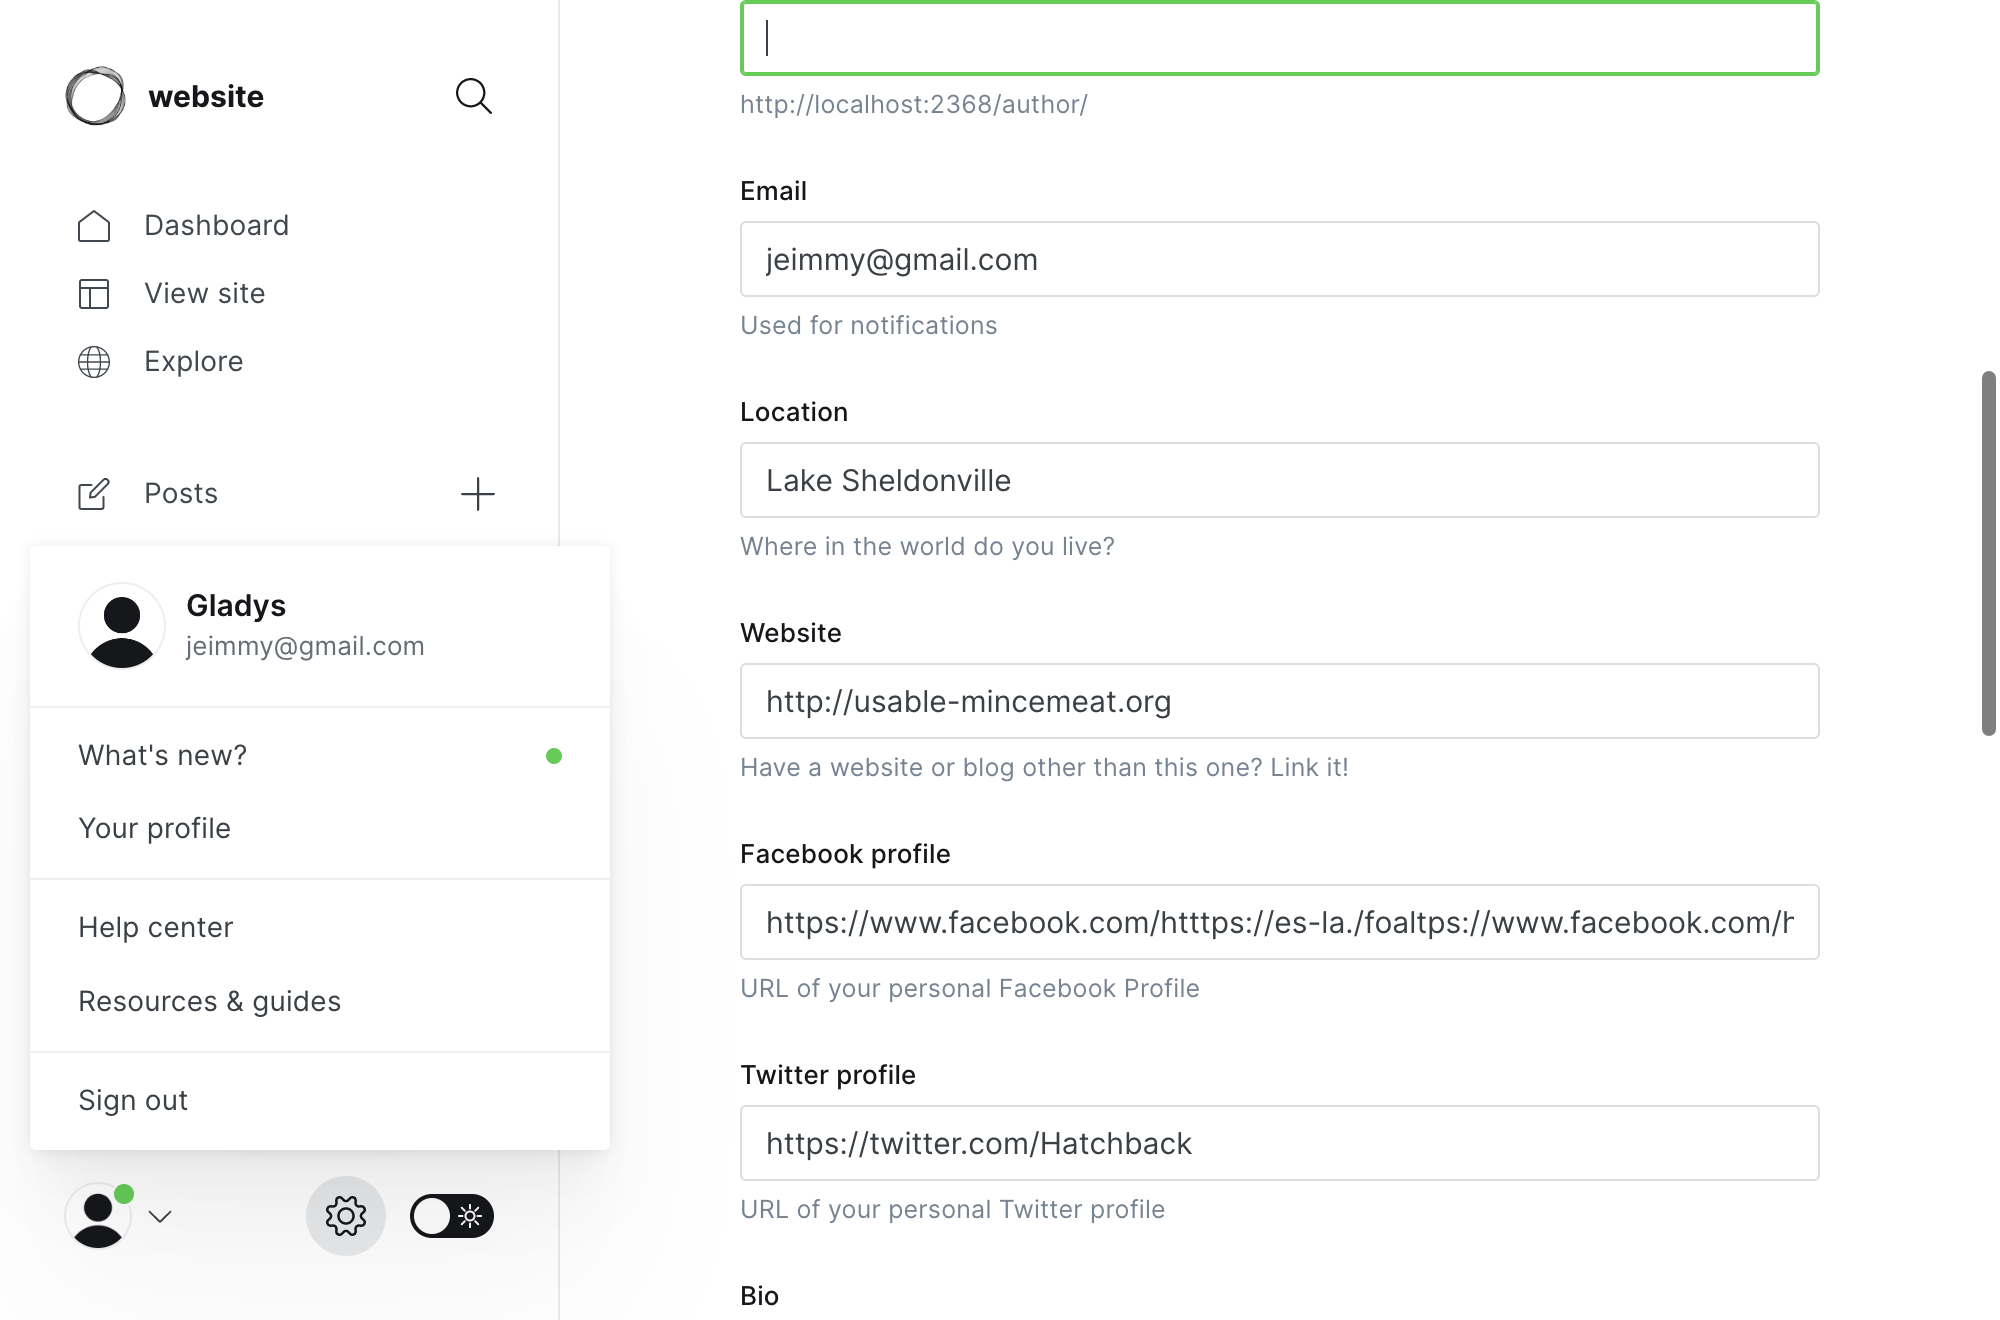 website
Dashboard
View site
Explore
Posts
Gladys
jeimmy@gmail.com
What's new?
Your profile
Help center
Resources & guides
Sign out
http://localhost:2368/author/
Email
jeimmy@gmail.com
Used for notifications
Location
Lake Sheldonville
Where in the world do you live?
Website
http://usable-mincemeat.org
Have a website or blog other than this one? Link it!
Facebook profile
https://www.facebook.com/htttps://es-la./foaltps://www.facebook.com/h
URL of your personal Facebook Profile
Twitter profile
https://twitter.com/Hatchback
URL of your personal Twitter profile
Bio